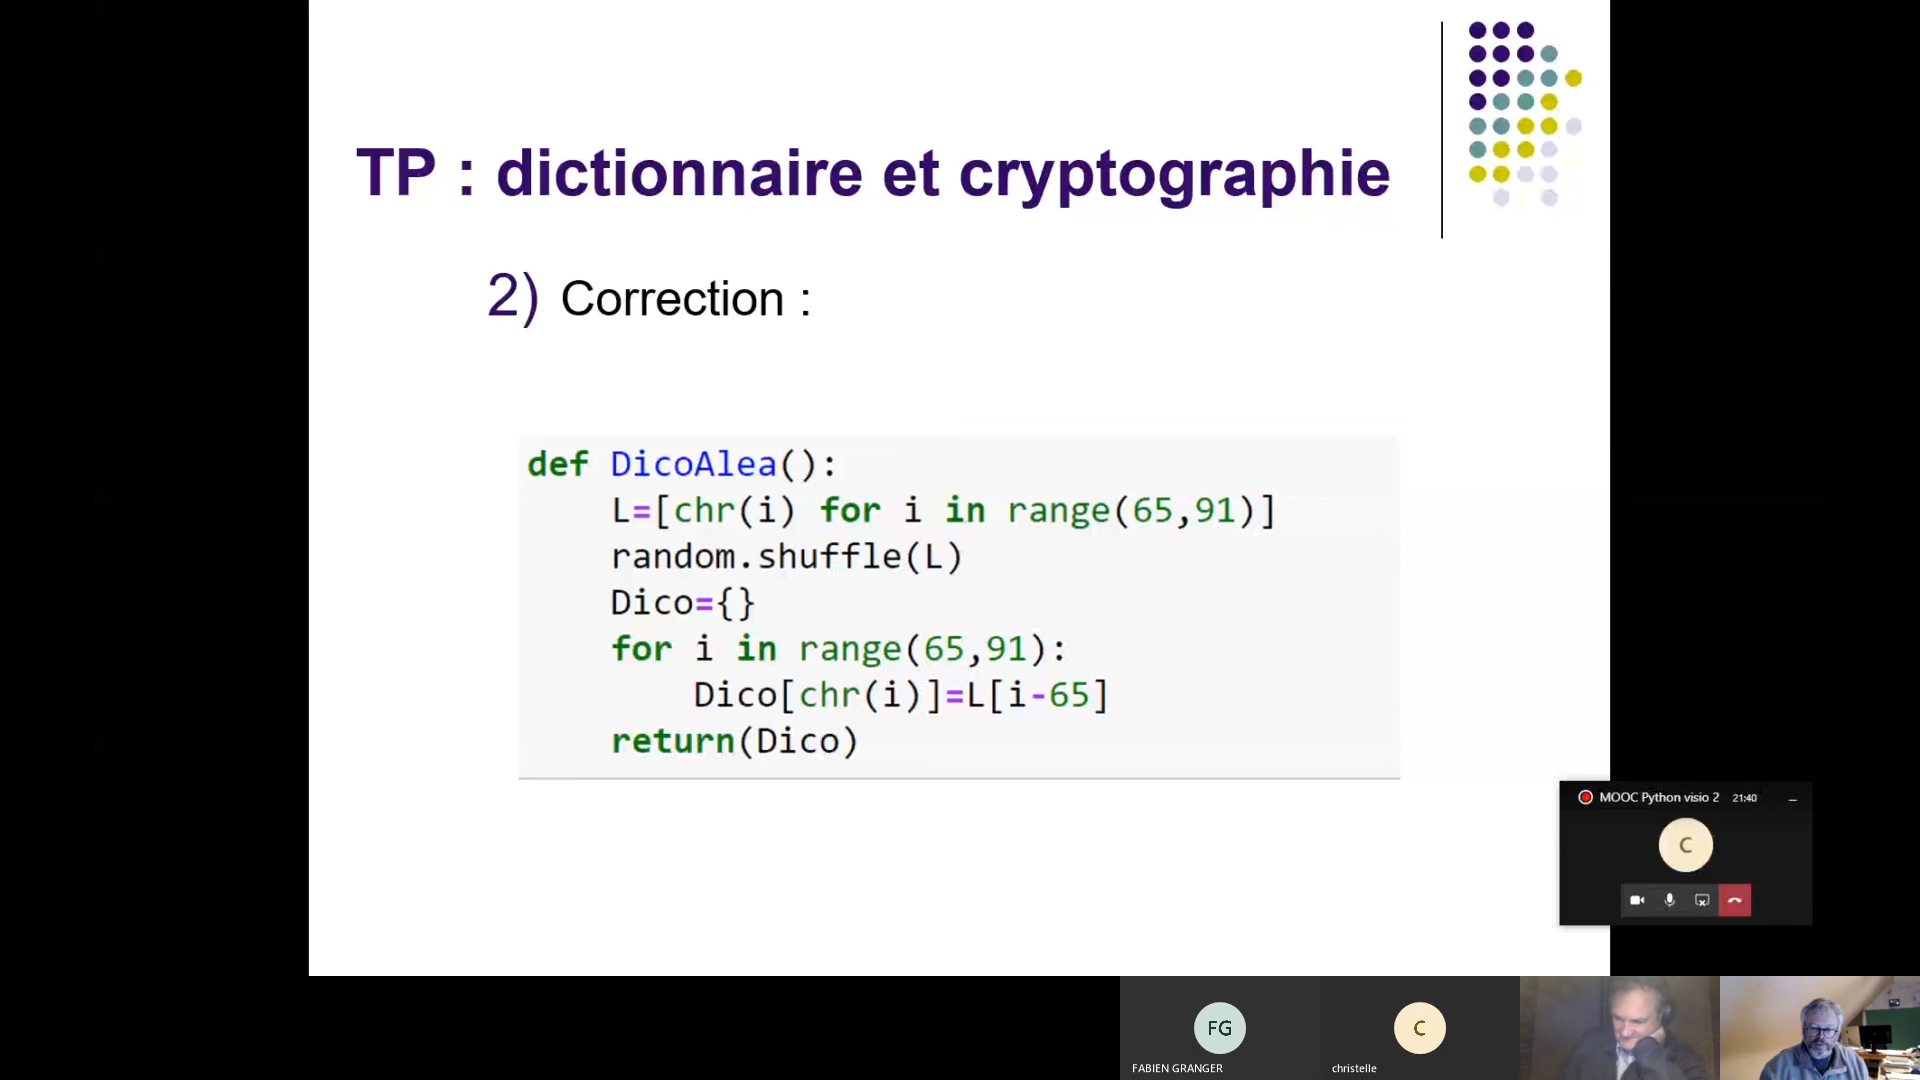 TP : dictionnaire et cryptographie
2) Correction :
def DicoAlea():
    L=[chr(i) for i in range(65,91)]
    random.shuffle(L)
    Dico={}
    for i in range(65,91):
        Dico[chr(i)]=L[i-65]
    return(Dico)
MOOC Python visio 2 21:40
C
FG
C
FABIEN GRANGER
christelle